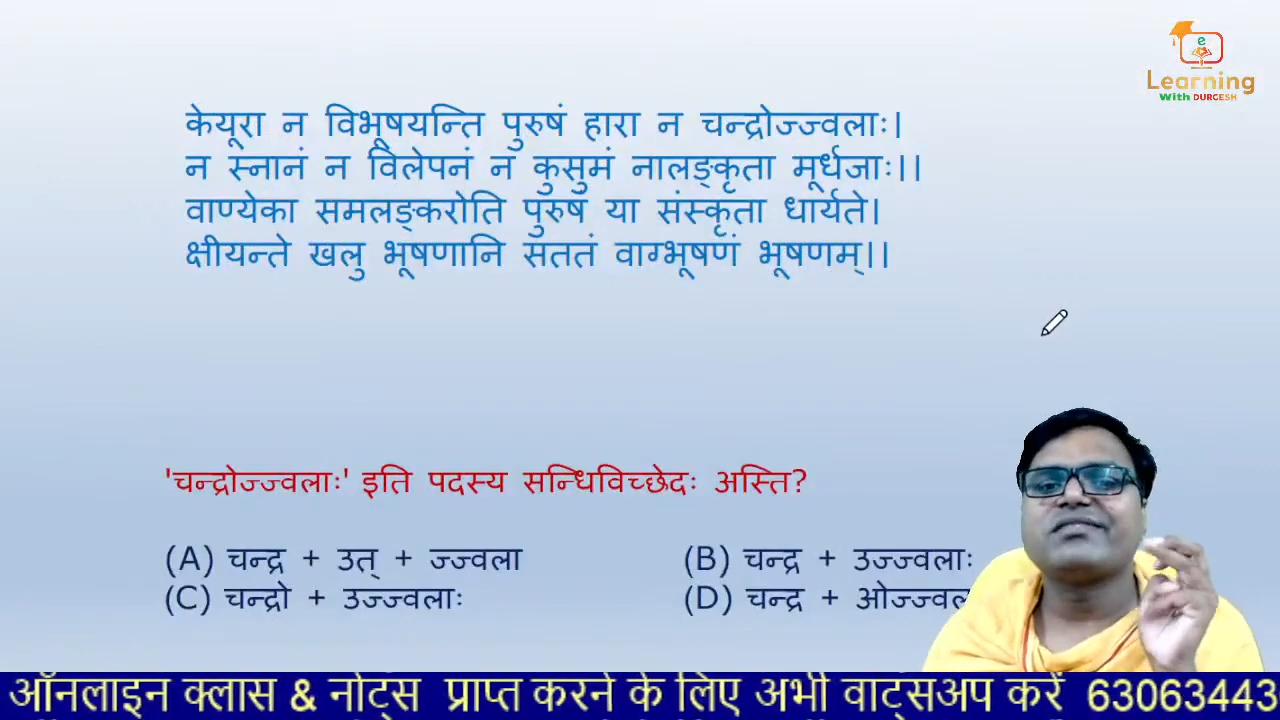 e
Learning
With DURGESH
केयूरा न विभूषयन्ति पुरुषं हारा न चन्द्रोज्ज्वलाः।
न स्नानं न विलेपनं न कुसुमं नालङ्कृता मूर्धजाः।।
वाण्येका समलङ्करोति पुरुषं या संस्कृता धार्यते।
क्षीयन्ते खलु भूषणानि सततं वाग्भूषणं भूषणम्।।
'चन्द्रोज्ज्वलाः' इति पदस्य सन्धिविच्छेदः अस्ति?
(A) चन्द्र + उत् + ज्ज्वला (B) चन्द्र + उज्ज्वलाः
(C) चन्द्रो + उज्ज्वलाः (D) चन्द्र + ओज्ज्वल
ऑनलाइन क्लास & नोट्स प्राप्त करने के लिए अभी वाट्सअप करें 63063443